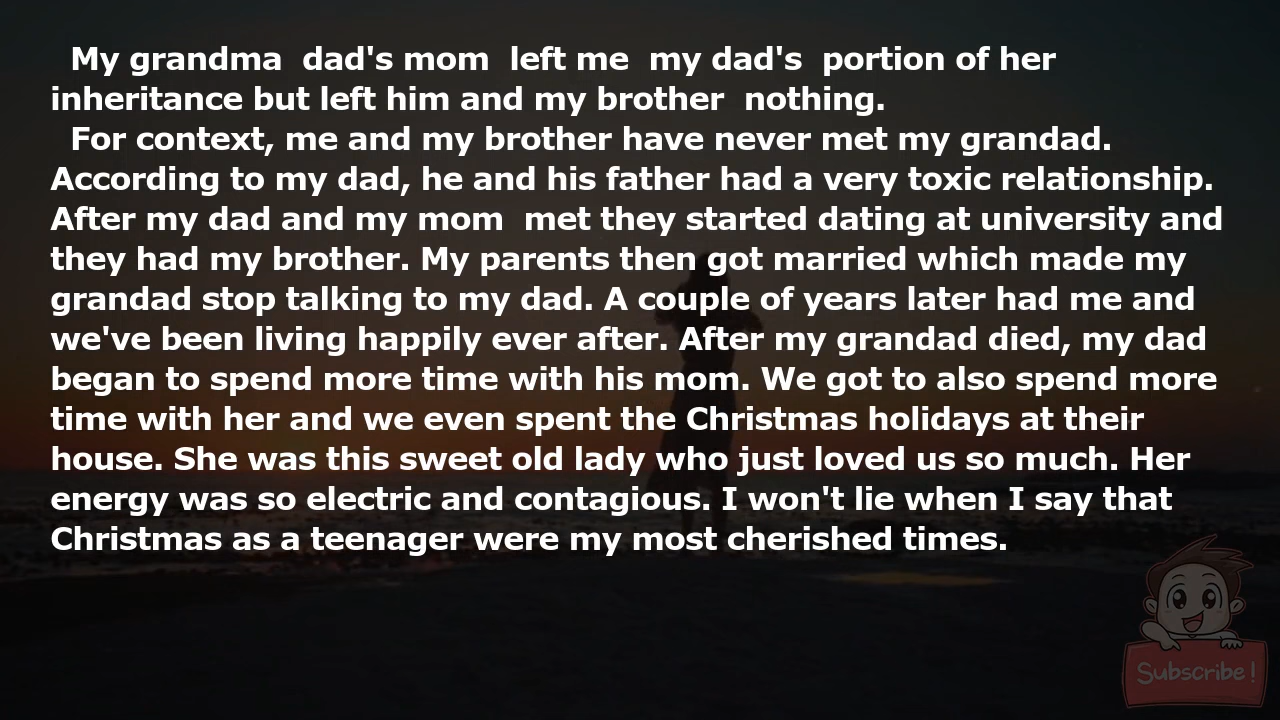 My grandma dad's mom left me my dad's portion of her
inheritance but left him and my brother nothing.
For context, me and my brother have never met my grandad.
According to my dad, he and his father had a very toxic relationship.
After my dad and my mom met they started dating at university and
they had my brother. My parents then got married which made my
grandad stop talking to my dad. A couple of years later had me and
we've been living happily ever after. After my grandad died, my dad
began to spend more time with his mom. We got to also spend more
time with her and we even spent the Christmas holidays at their
house. She was this sweet old lady who just loved us so much. Her
energy was so electric and contagious. I won't lie when I say that
Christmas as a teenager were my most cherished times.
Subscribe!